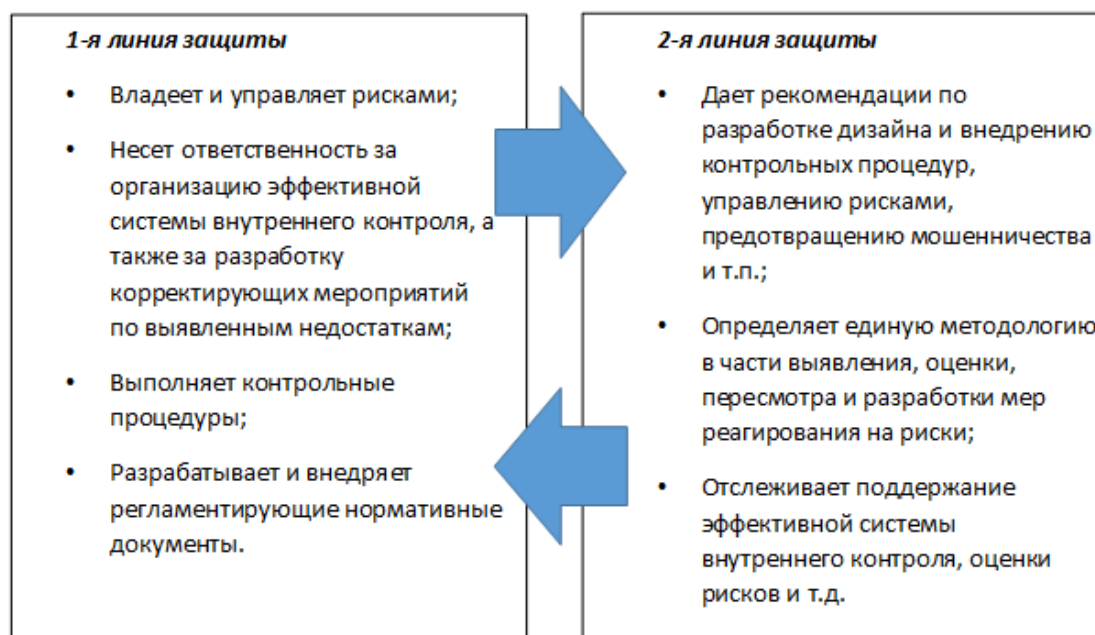 1-я линия защиты
• Владеет и управляет рисками;
• Несет ответственность за
организацию эффективной
системы внутреннего контроля, а
также за разработку
корректирующих мероприятий
по выявленным недостаткам;
• Выполняет контрольные
процедуры;
• Разрабатывает и внедряет
регламентирующие нормативные
документы.
2-я линия защиты
• Дает рекомендации по
разработке дизайна и внедрению
контрольных процедур,
управлению рисками,
предотвращению мошенничества
и т.п.;
• Определяет единую методологию
в части выявления, оценки,
пересмотра и разработки мер
реагирования на риски;
• Отслеживает поддержание
эффективной системы
внутреннего контроля, оценки
рисков и т.д.